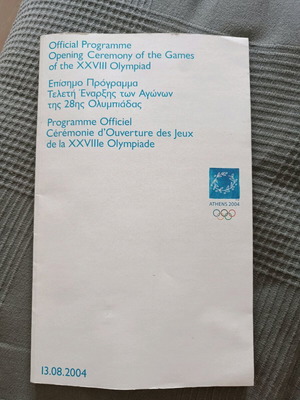 Official Programme
Opening Ceremony of the Games
of the XXVIII Olympiad
Επίσημο Πρόγραμμα
Τελετή Έναρξης των Αγώνων
της 28ης Ολυμπιάδας
Programme Officiel
Cérémonie d'Ouverture des Jeux
de la XXVIIIe Olympiade
ATHENS 2004
13.08.2004